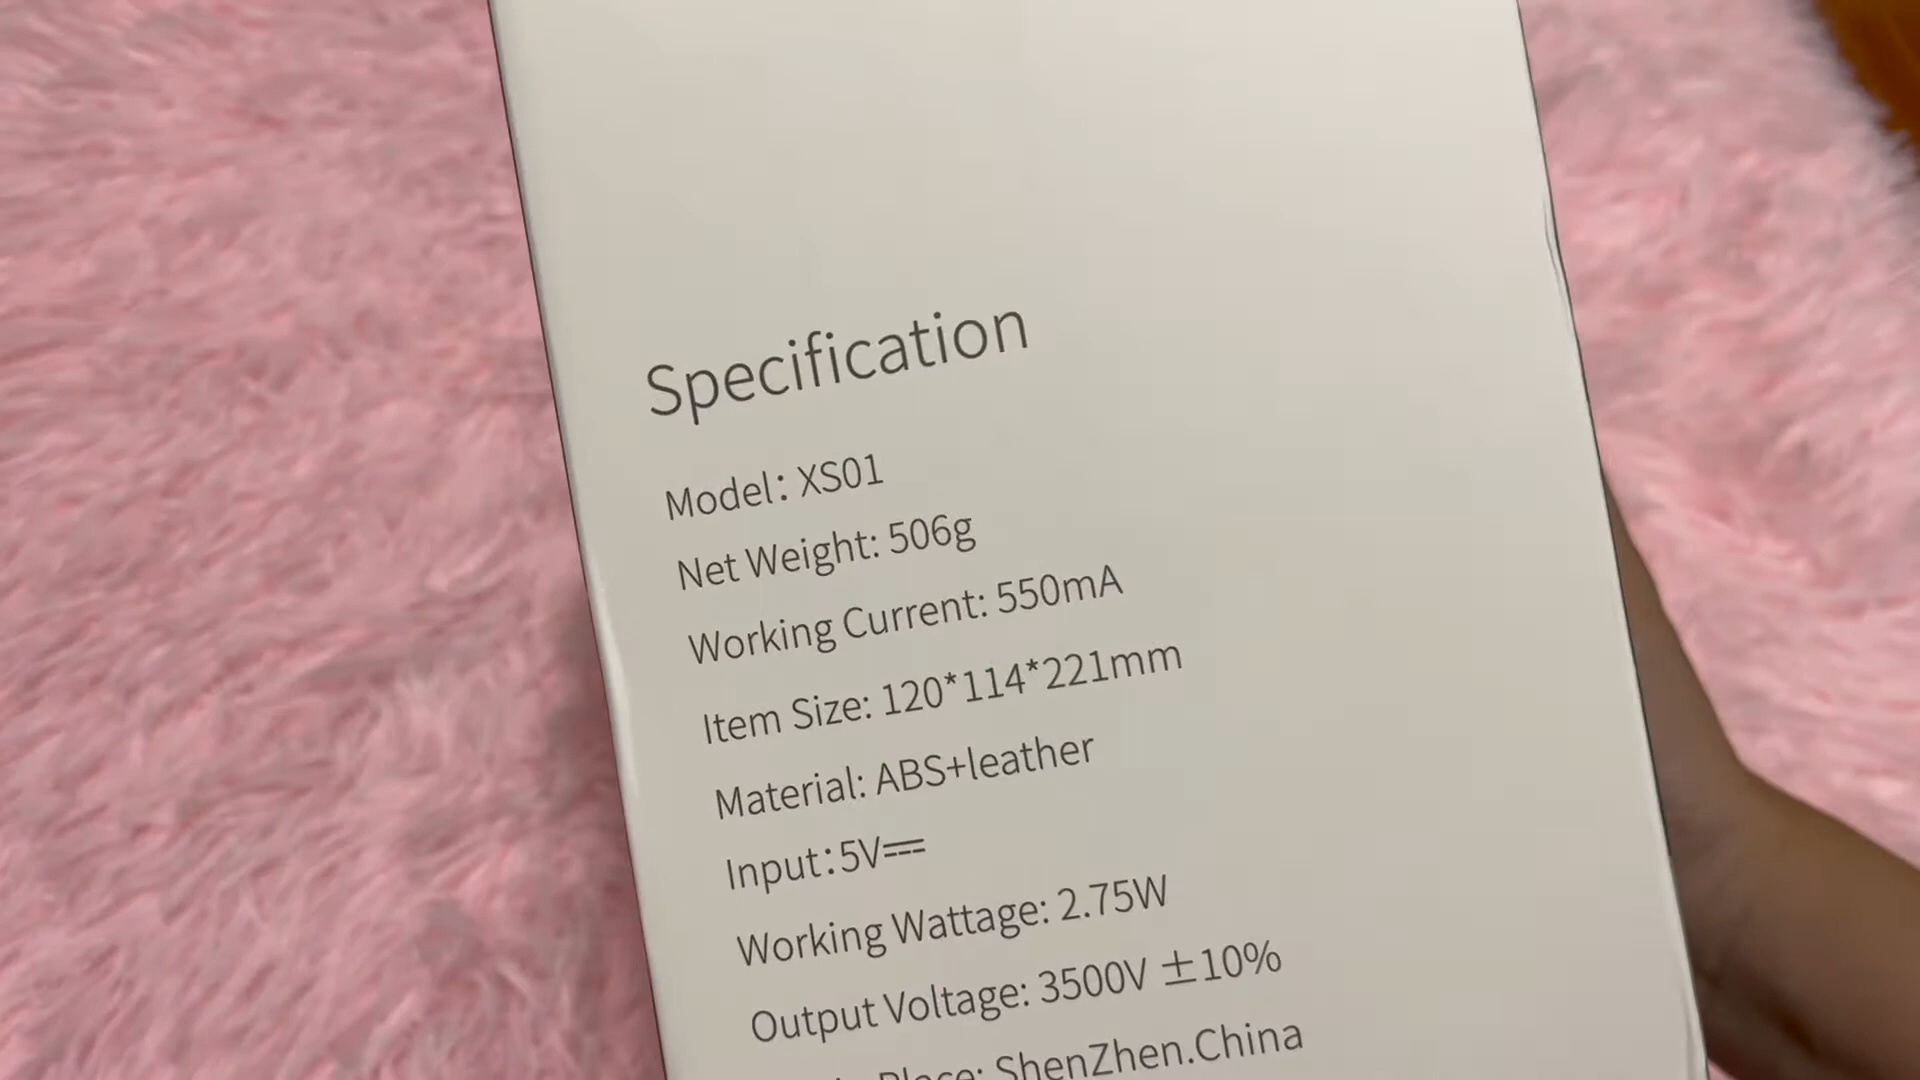 Specification
Model: XS01
Net Weight: 506g
Working Current: 550mA
Item Size: 120*114*221mm
Material: ABS+leather
Input:5V⎓
Working Wattage: 2.75W
Output Voltage: 3500V ±10%
Place: ShenZhen.China